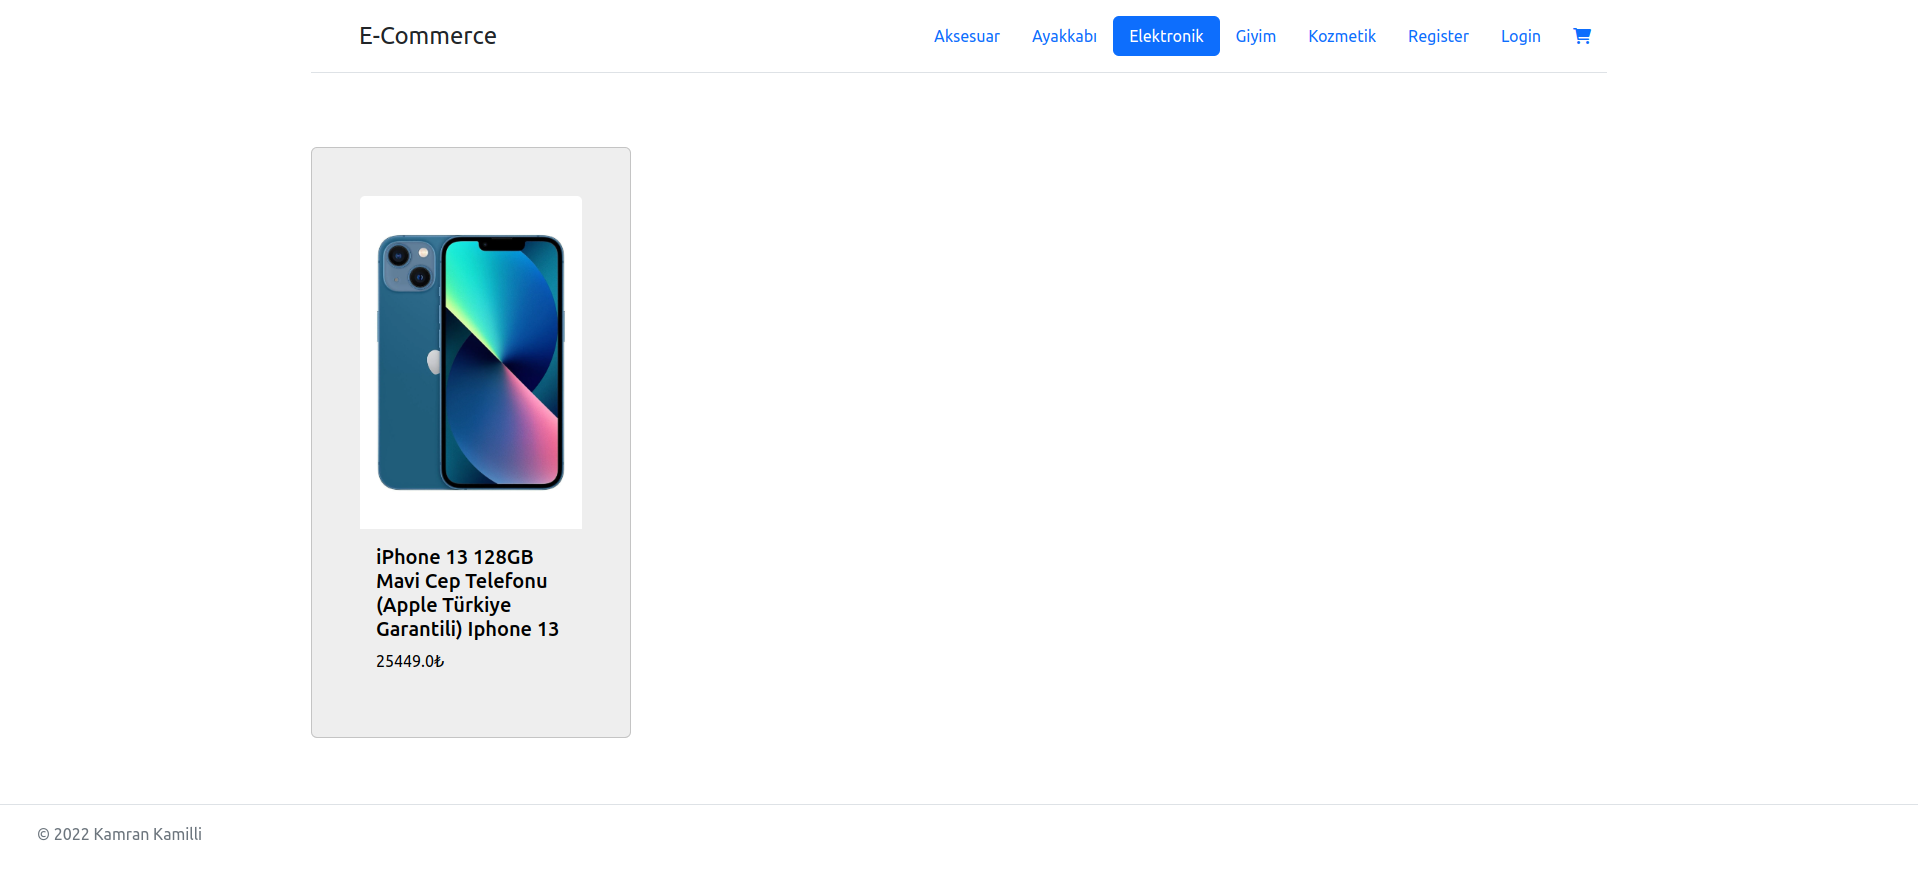 E-Commerce
Aksesuar Ayakkabı Elektronik Giyim Kozmetik Register Login
iPhone 13 128GB
Mavi Cep Telefonu
(Apple Türkiye
Garantili) Iphone 13
25449.0₺
© 2022 Kamran Kamilli